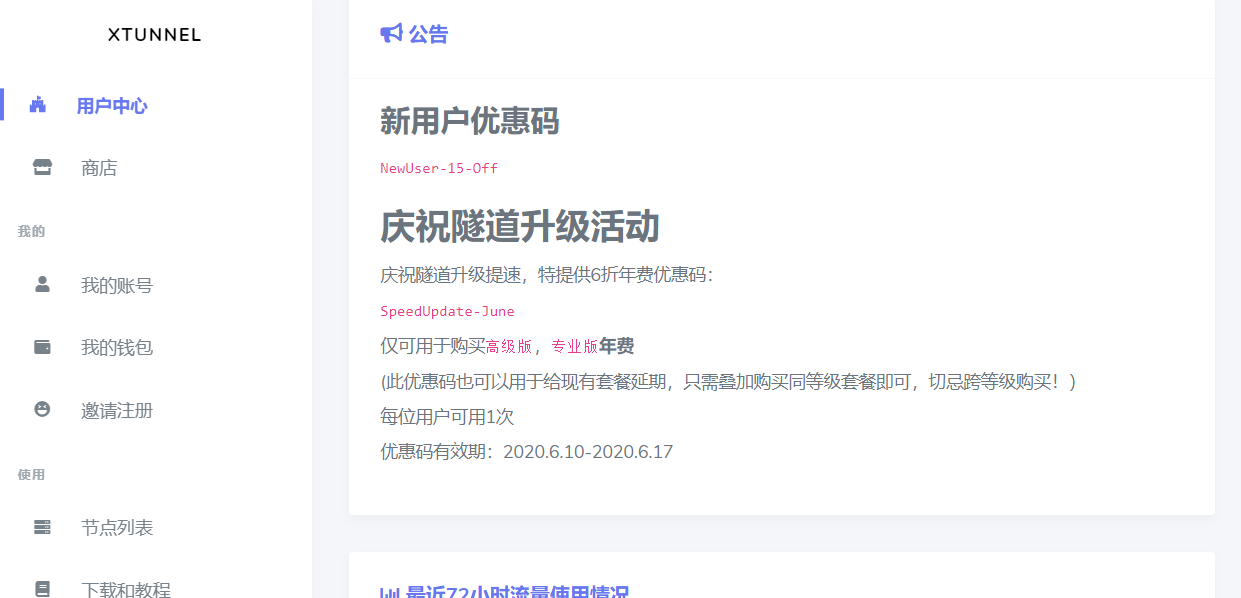 XTUNNEL
用户中心
商店
我的
我的账号
我的钱包
邀请注册
使用
节点列表
下载和教程
公告
新用户优惠码
NewUser-15-Off
庆祝隧道升级活动
庆祝隧道升级提速，特提供6折年费优惠码：
SpeedUpdate-June
仅可用于购买高级版，专业版年费
(此优惠码也可以用于给现有套餐延期，只需叠加购买同等级套餐即可，切忌跨等级购买！)
每位用户可用1次
优惠码有效期：2020.6.10-2020.6.17
最近72小时流量使用情况